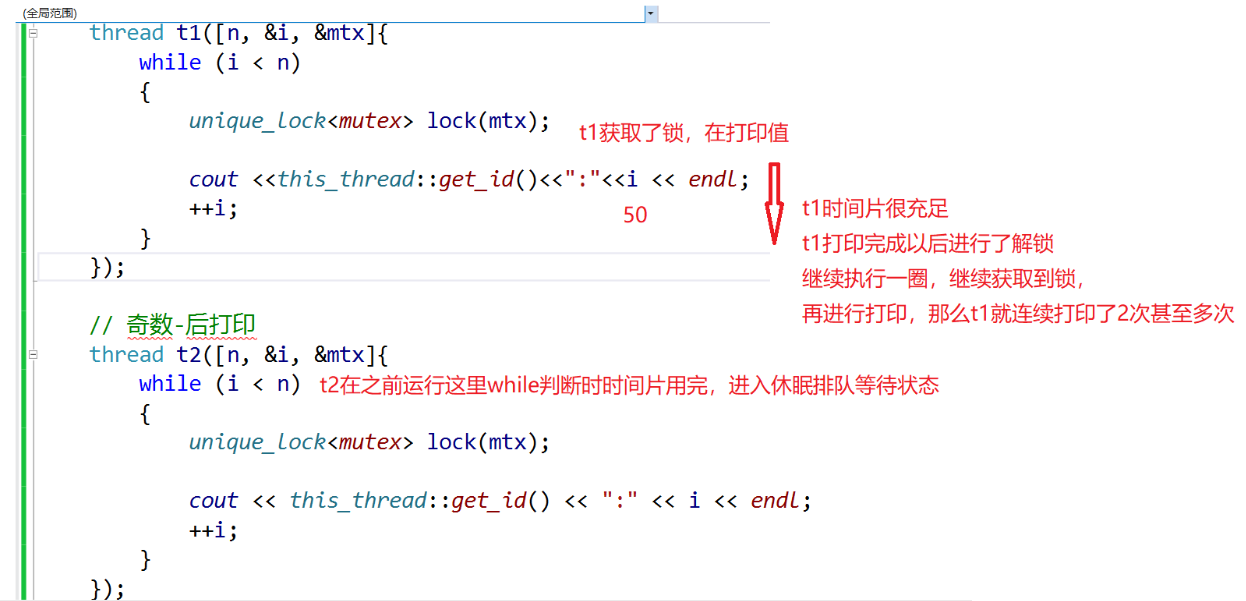 (全局范围)
thread t1([n, &i, &mtx]{
while (i < n)
{
unique_lock<mutex> lock(mtx);
t1获取了锁，在打印值
cout <<this_thread::get_id()<<":"<<i << endl;
++i;
50
t1时间片很充足
}
t1打印完成以后进行了解锁
});
继续执行一圈，继续获取到锁，
再进行打印，那么t1就连续打印了2次甚至多次
// 奇数-后打印
thread t2([n, &i, &mtx]{
while (i < n) t2在之前运行这里while判断时时间片用完，进入休眠排队等待状态
{
unique_lock<mutex> lock(mtx);
cout << this_thread::get_id() << ":" << i << endl;
++i;
}
});